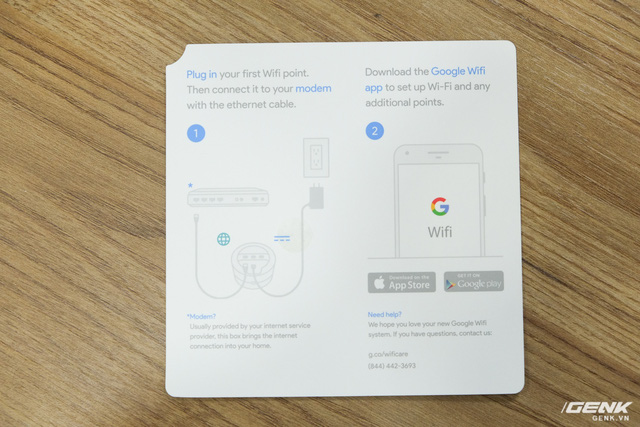 Plug in your first Wifi point.
Then connect it to your modem
with the ethernet cable.
1
*
*Modem?
Usually provided by your internet service
provider, this box brings the internet
connection into your home.
Download the Google Wifi
app to set up Wi-Fi and any
additional points.
2
G
Wifi
Download on the
App Store
GET IT ON
Google play
Need help?
We hope you love your new Google Wifi
system. If you have questions, contact us:
g.co/wificare
(844) 442-3693
GENK
GENK.VN